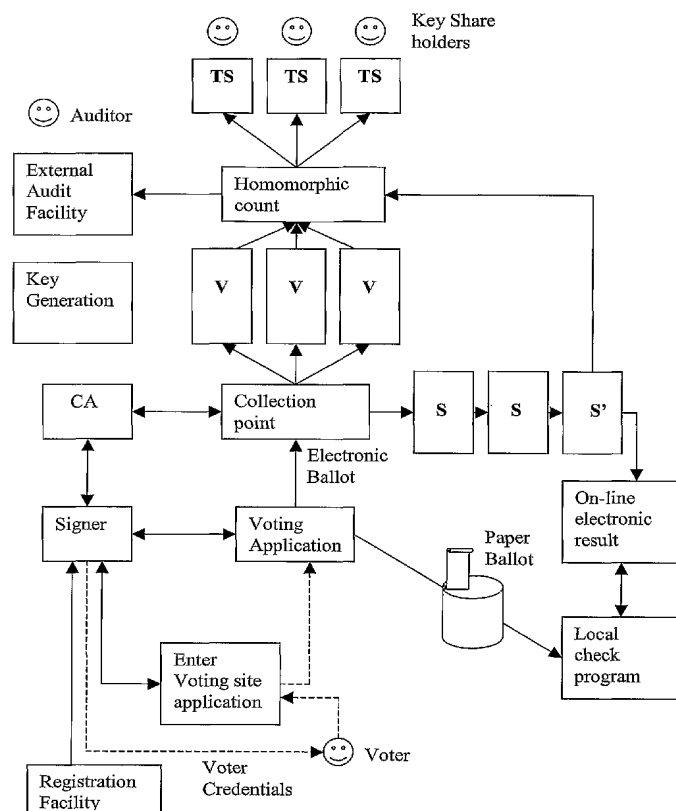 Key Share
holders
TS
TS
TS
Auditor
External
Audit
Facility
Homomorphic
count
Key
Generation
V
V
V
CA
Collection
point
S
S
S'
Electronic
Ballot
Signer
Voting
Application
Paper
Ballot
On-line
electronic
result
Enter
Voting site
application
Local
check
program
Voter
Voter
Credentials
Registration
Facility